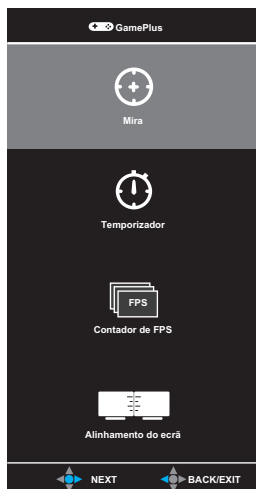 GamePlus
Mira
Temporizador
FPS
Contador de FPS
Alinhamento do ecrã
NEXT BACK/EXIT